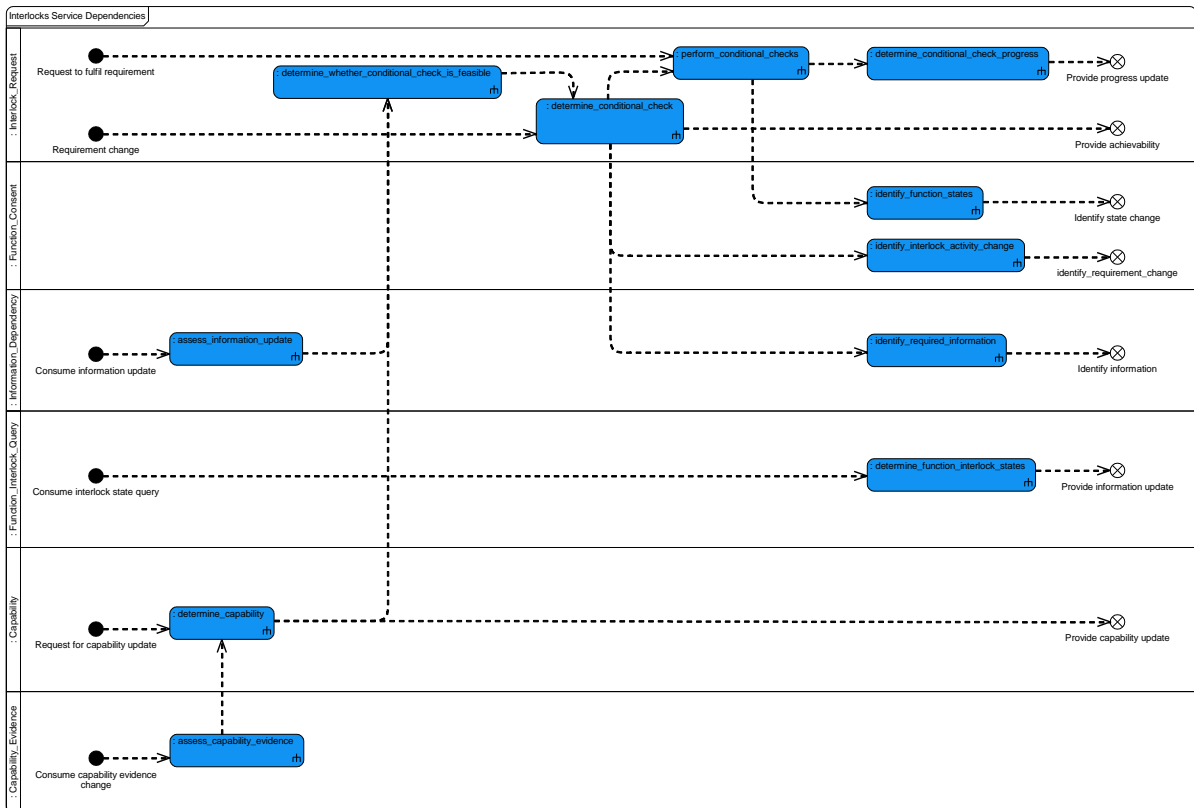 Interlocks Service Dependencies
: Interlock_Request
Request to fulfil requirement
: perform_conditional_checks
: determine_conditional_check_progress
Provide progress update
: determine_whether_conditional_check_is_feasible
: determine_conditional_check
Requirement change
Provide achievability
: Function_Consent
: identify_function_states
Identify state change
: identify_interlock_activity_change
identify_requirement_change
: Information_Dependency
: assess_information_update
Consume information update
: identify_required_information
Identify information
: Function_Interlock_Query
Consume interlock state query
: determine_function_interlock_states
Provide information update
: Capability
: determine_capability
Request for capability update
Provide capability update
: Capability_Evidence
: assess_capability_evidence
Consume capability evidence
change